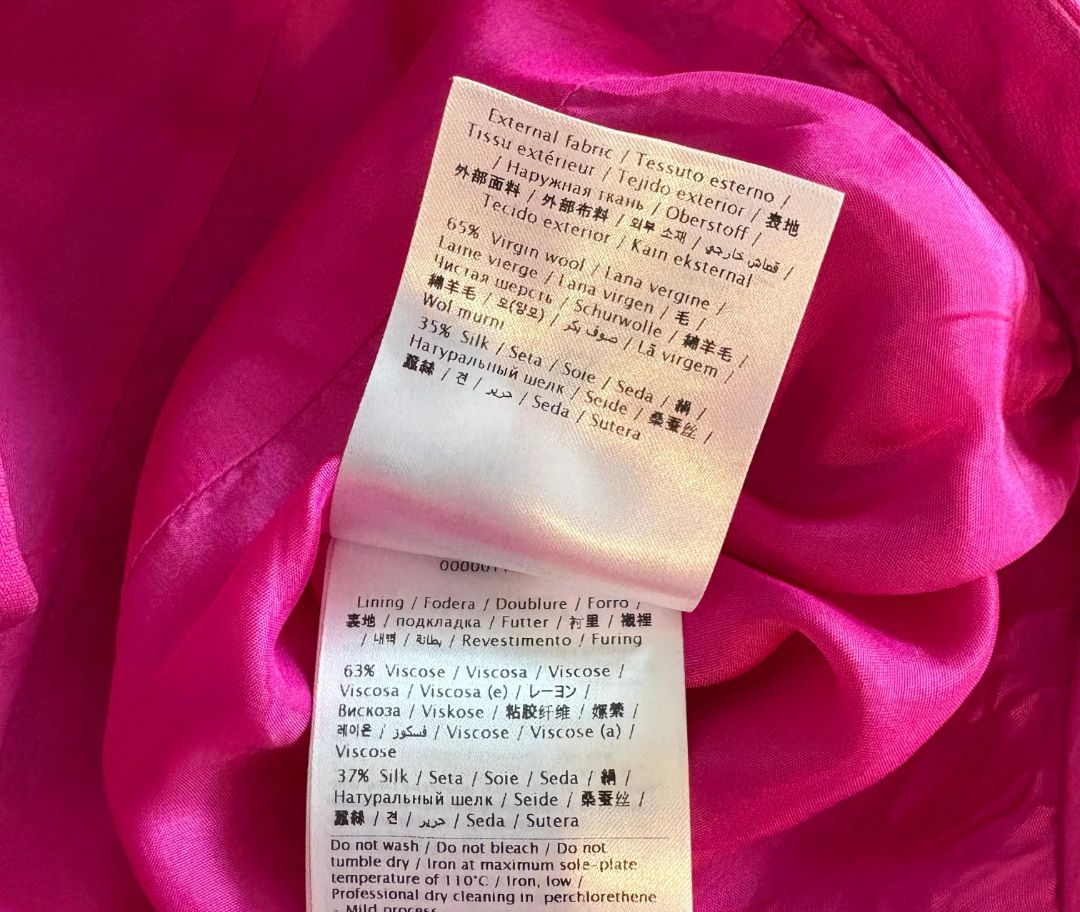 External fabric / Tessuto esterno /
Tissu extérieur / Tejido exterior / 裏地
/ Наружная ткань / Oberstoff /
外部面料 / 外部布料 / 외부 소재 / قماش خارجي /
Tecido exterior / Kain eksternal
65% Virgin wool / Lana vergine /
Laine vierge / Lana virgen / 毛 /
Чистая шерсть / Schurwolle / 綿羊毛 /
綿羊毛 / 모(양모) / صوف بكر / Lã virgem /
Wol murni
35% Silk / Seta / Soie / Seda / 絹 /
Натуральный шелк / Seide / 桑蚕丝 /
蠶絲 / 견 / حرير / Seda / Sutera
Lining / Fodera / Doublure / Forro /
裏地 / подкладка / Futter / 衬里 / 襯裡
/ 내벽 / بطانة / Revestimento / Furing
63% Viscose / Viscosa / Viscose /
Viscosa / Viscosa (e) / レーヨン /
Вискоза / Viskose / 粘胶纤维 / 嫘縈 /
레이온 / فسكوز / Viscose / Viscose (a) /
Viscose
37% Silk / Seta / Soie / Seda / 絹 /
Натуральный шелк / Seide / 桑蚕丝 /
蠶絲 / 견 / حرير / Seda / Sutera
Do not wash / Do not bleach / Do not
tumble dry / Iron at maximum sole-plate
temperature of 110°C / Iron, low /
Professional dry cleaning in perchlorethene
- Mild process